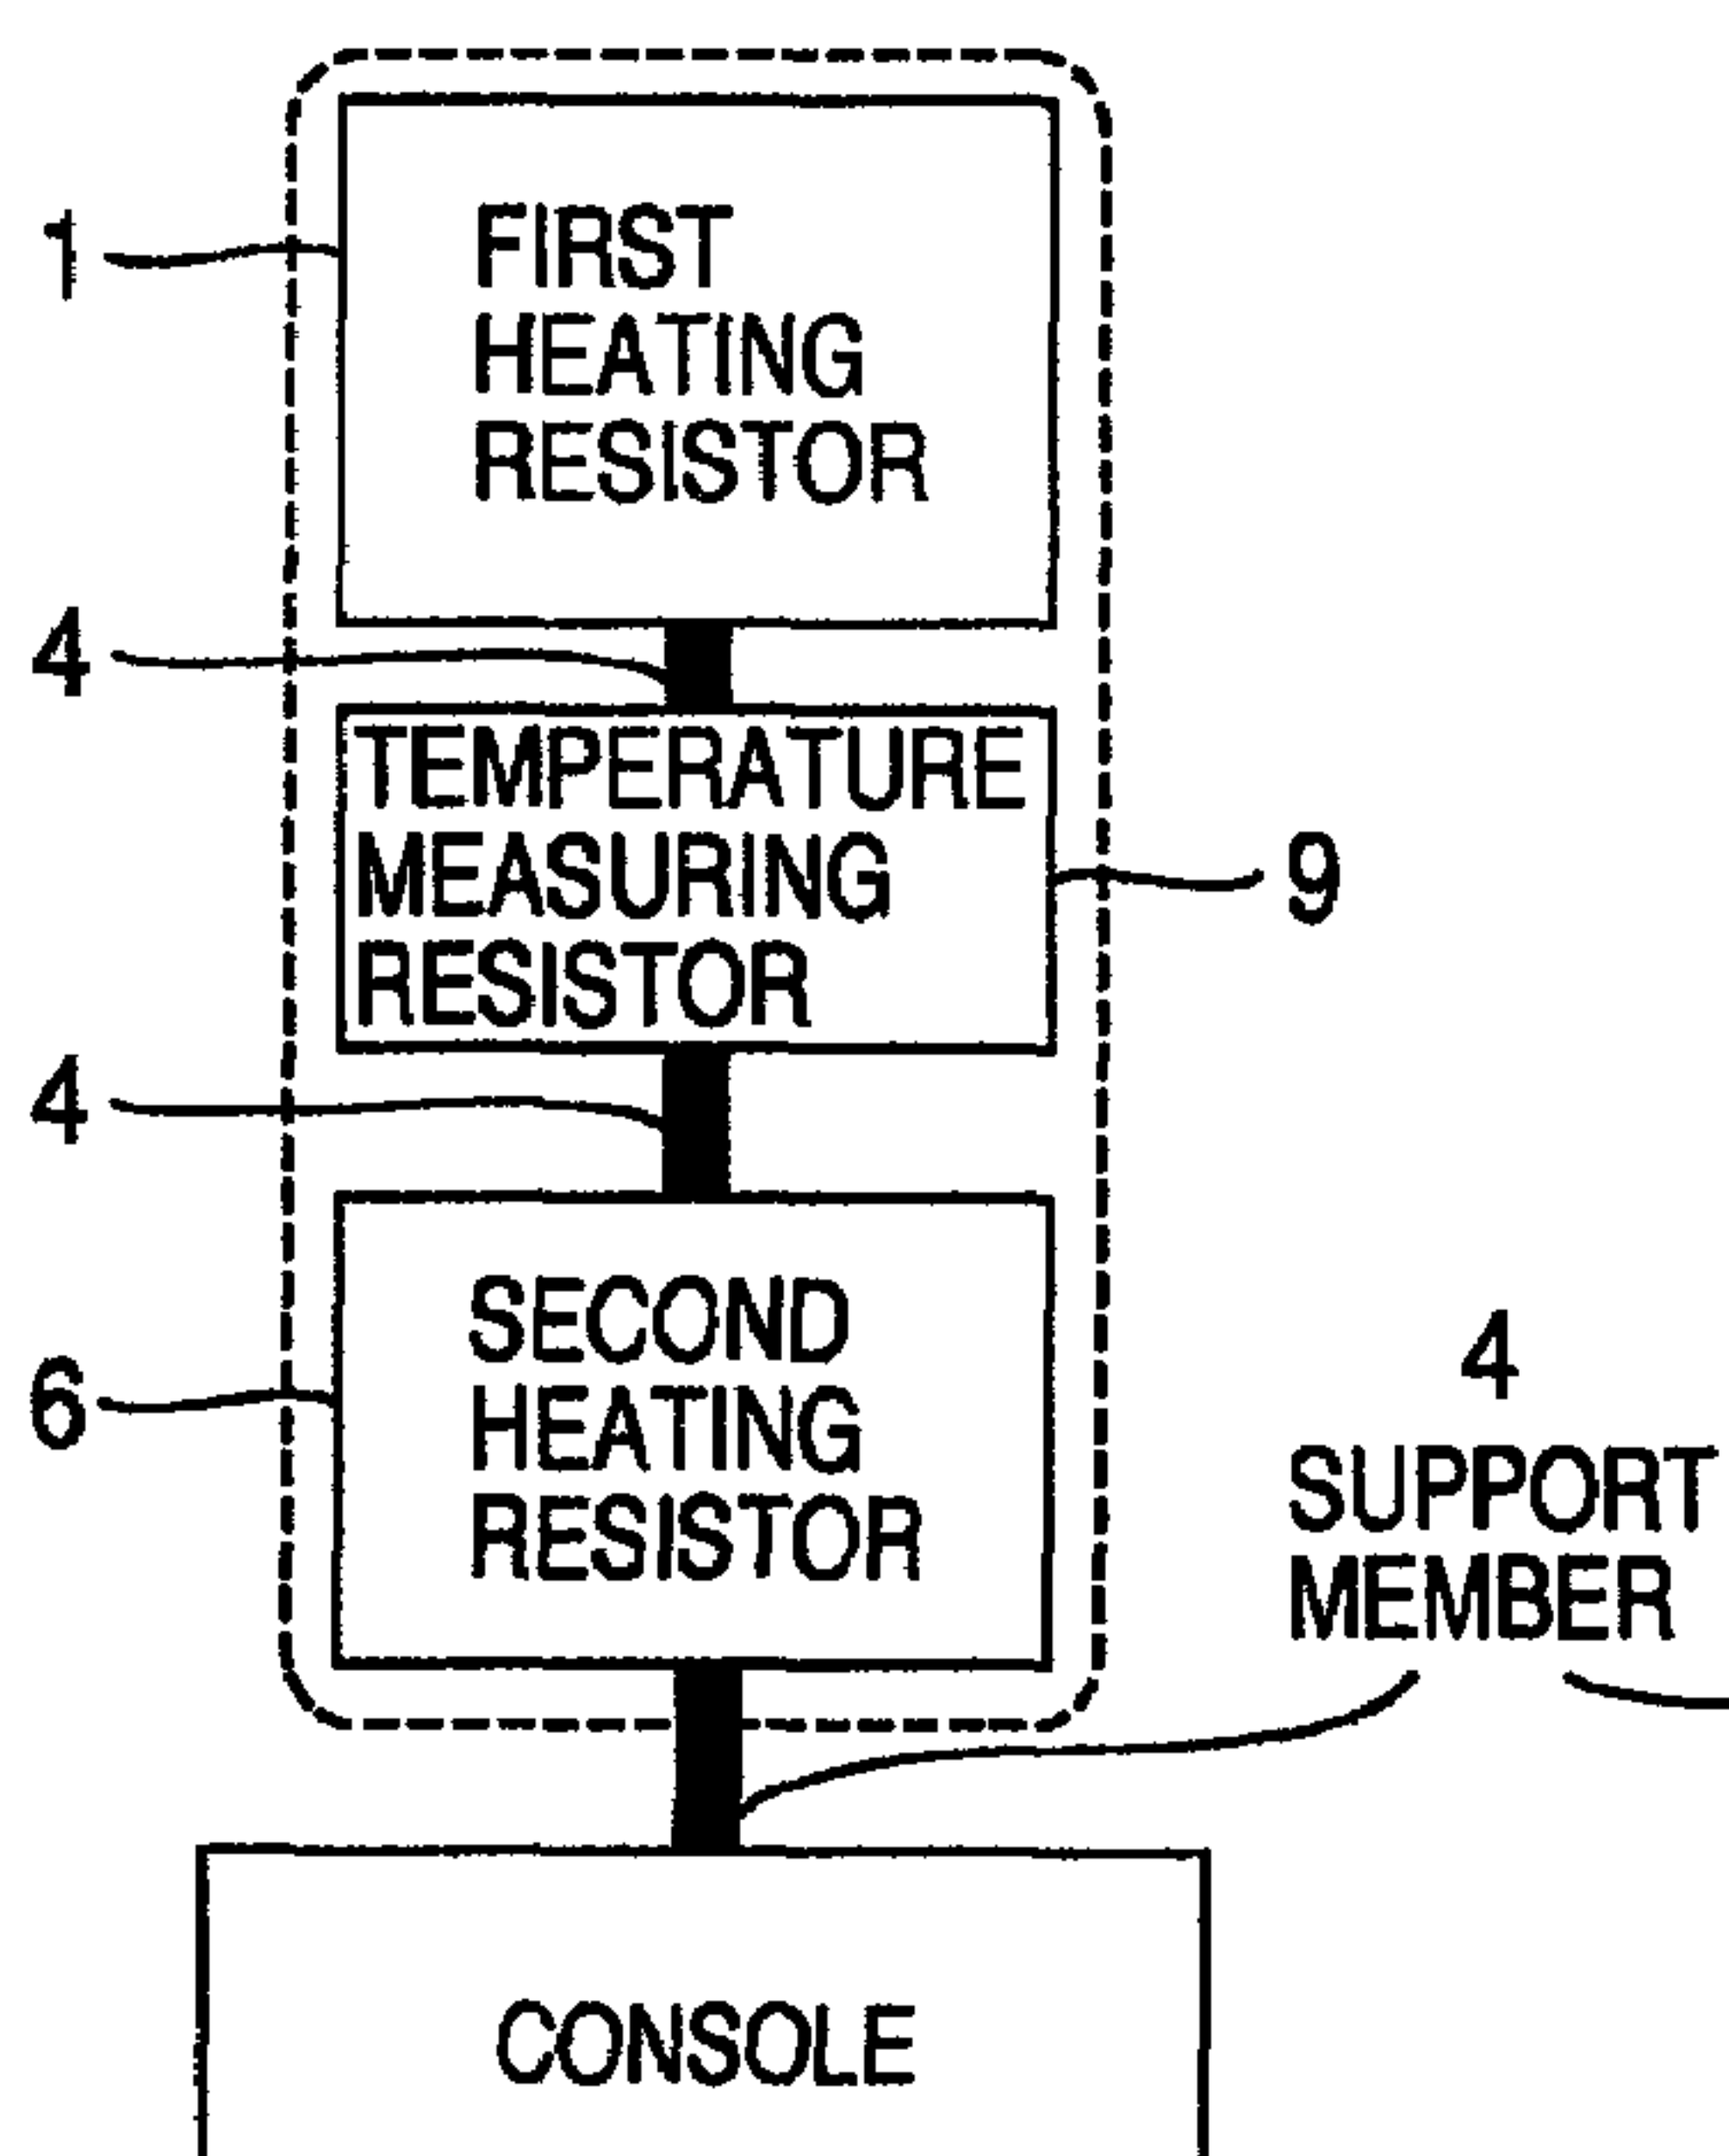 1
FIRST
HEATING
RESISTOR
4
TEMPERATURE
MEASURING
RESISTOR
9
4
SECOND
HEATING
RESISTOR
6
4
SUPPORT
MEMBER
CONSOLE